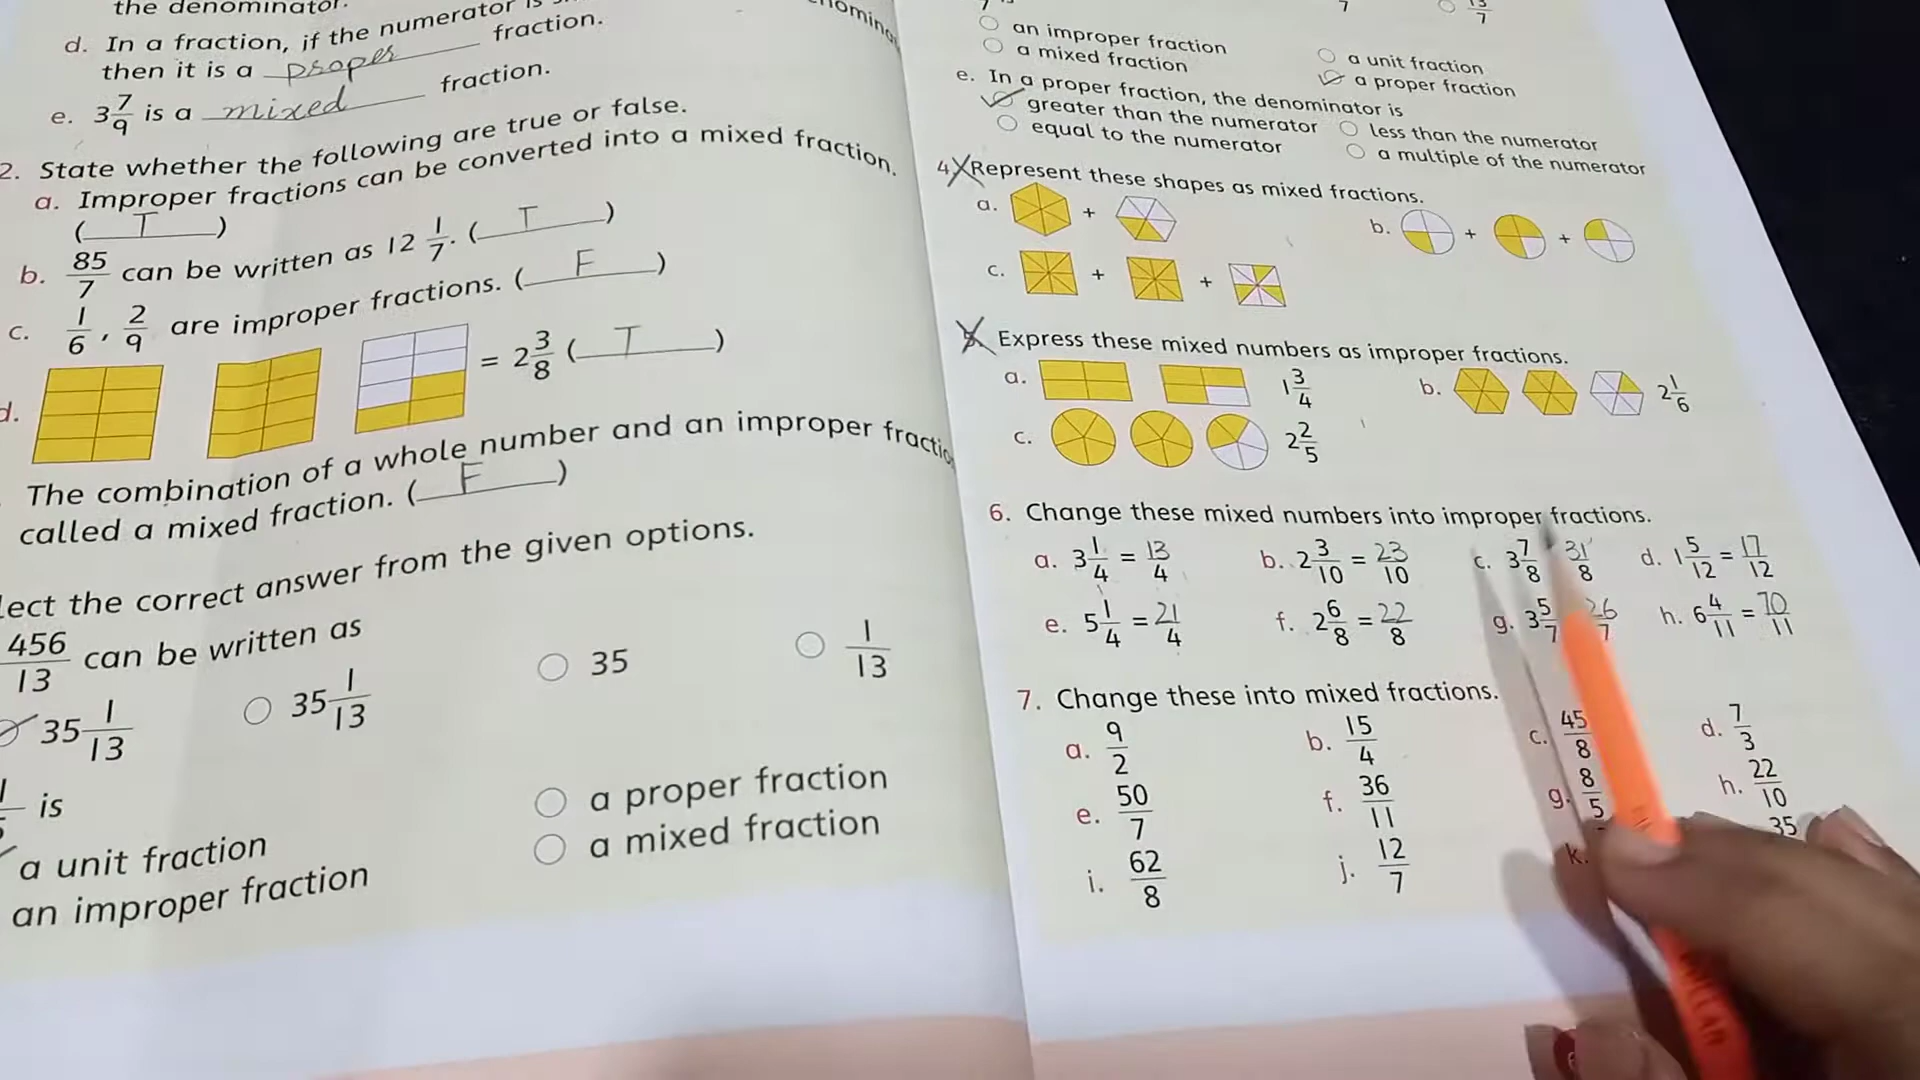 the denominator.
d. In a fraction, if the numerator is
then it is a proper fraction.
e. 3 7/9 is a mixed fraction.
2. State whether the following are true or false.
a. Improper fractions can be converted into a mixed fraction.
( T )
b. 85/7 can be written as 12 1/7. ( T )
c. 1/6, 2/9 are improper fractions. ( F )
d. = 2 3/8 ( T )
The combination of a whole number and an improper
called a mixed fraction. ( F )
lect the correct answer from the given options.
456/13 can be written as
35 1/13
35 1/13
35
1/13
is
a unit fraction
a proper fraction
an improper fraction
a mixed fraction
an improper fraction
a unit fraction
a mixed fraction
a proper fraction
e. In a proper fraction, the denominator is
greater than the numerator
less than the numerator
equal to the numerator
a multiple of the numerator
4. Represent these shapes as mixed fractions.
a. +
b. + +
c. + +
Express these mixed numbers as improper fractions.
a. 1 3/4
b. 2 1/6
c. 2 2/5
6. Change these mixed numbers into improper fractions.
a. 3 1/4 = 13/4 b. 2 3/10 = 23/10 c. 3 7/8 31/8 d. 1 5/12 = 17/12
e. 5 1/4 = 21/4 f. 2 6/8 = 22/8 g. 3 5/7 26/7 h. 6 4/11 = 70/11
7. Change these into mixed fractions.
a. 9/2 b. 15/4 c. 45/8 d. 7/3
e. 50/7 f. 36/11 g. 8/5 h. 22/10
i. 62/8 j. 12/7 k. 35